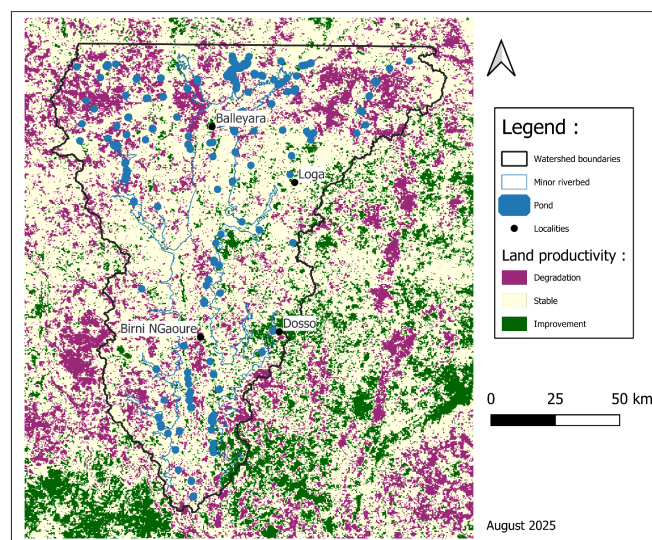 Balleyara
Loga
Birni NGaoure
Dosso
Legend :
Watershed boundaries
Minor riverbed
Pond
Localities
Land productivity :
Degradation
Stable
Improvement
0 25 50 km
August 2025